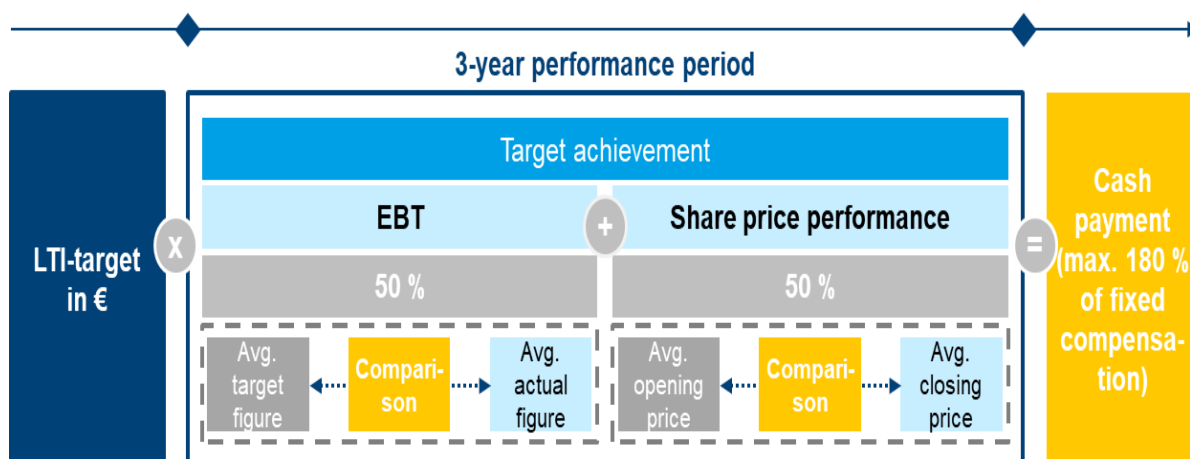 3-year performance period
LTI-target
in €
x
Target achievement
EBT
+
Share price performance
50 %
50 %
Avg.
target
figure
Compari-
son
Avg.
actual
figure
Avg.
opening
price
Compari-
son
Avg.
closing
price
=
Cash
payment
(max. 180 %
of fixed
compensa-
tion)